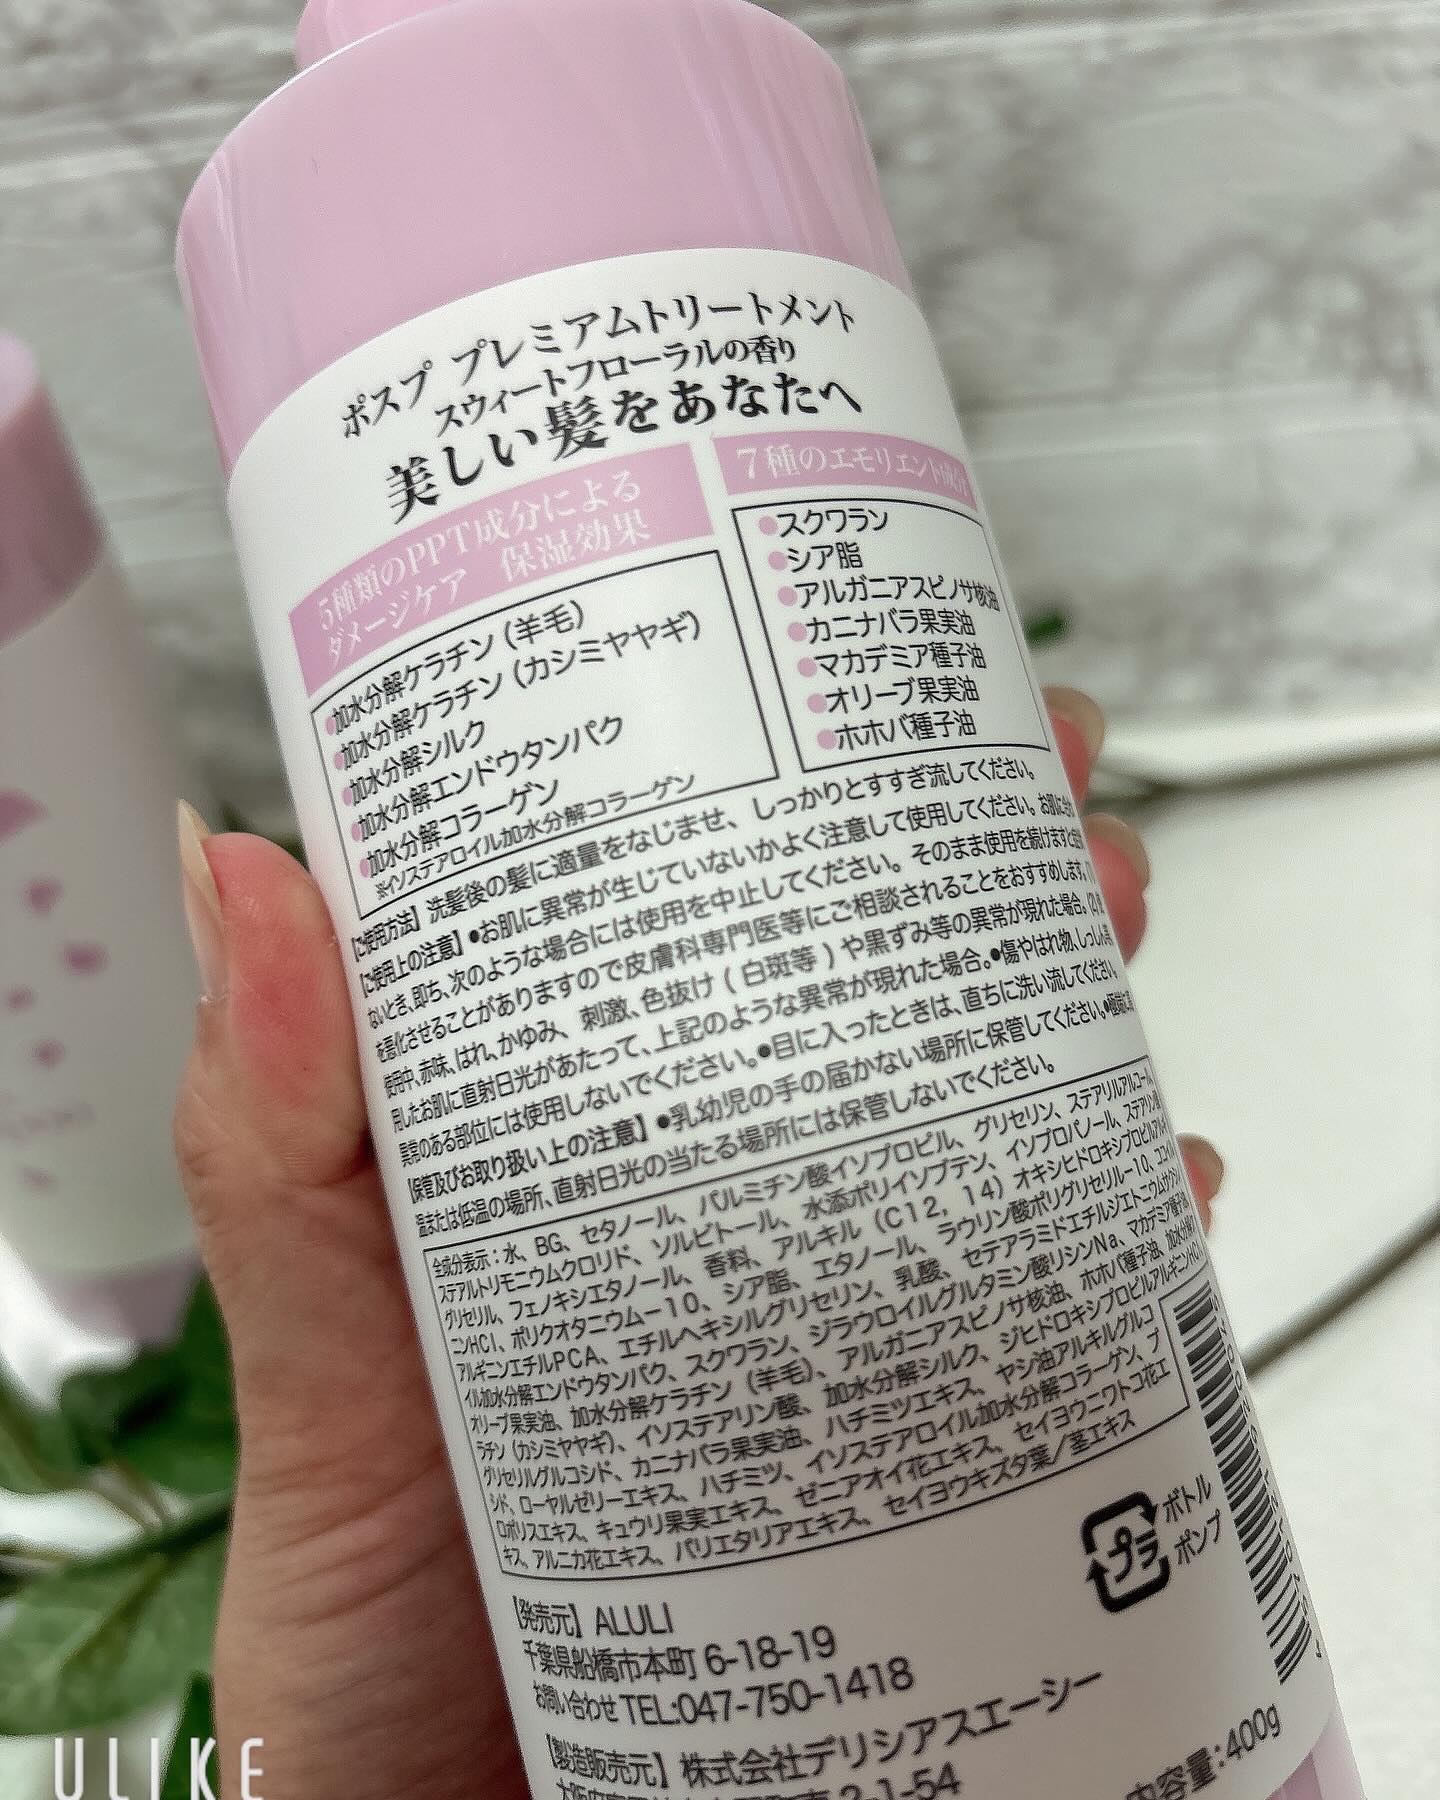 ポスプ プレミアムトリートメント
スウィートフローラルの香り
美しい髪をあなたへ
5種類のPPT成分による
ダメージケア 保湿効果
●加水分解ケラチン(羊毛)
●加水分解ケラチン(カシミヤヤギ)
●加水分解シルク
●加水分解エンドウタンパク
●加水分解コラーゲン
※イソステアロイル加水分解コラーゲン
7種のエモリエント成分
●スクワラン
●シア脂
●アルガニアスピノサ核油
●カニナバラ果実油
●マカデミア種子油
●オリーブ果実油
●ホホバ種子油
【ご使用方法】洗髪後の髪に適量をなじませ、しっかりとすすぎ流してください。
【ご使用上の注意】●お肌に異常が生じていないかよく注意して使用してください。お肌に合わ
ないとき、即ち、次のような場合には使用を中止してください。そのまま使用を続けますと症状
を悪化させることがありますので皮膚科専門医等にご相談されることをおすすめします。(1)
使用中、赤味、はれ、かゆみ、刺激、色抜け(白斑等)や黒ずみ等の異常が現れた場合。(2)使
用したお肌に直射日光があたって、上記のような異常が現れた場合。●傷やはれ物、しっしん等、
異常のある部位には使用しないでください。●目に入ったときは、直ちに洗い流してください。
【保管及びお取り扱い上の注意】●乳幼児の手の届かない場所に保管してください。●極端に高
温または低温の場所、直射日光の当たる場所には保管しないでください。
全成分表示:水、BG、セタノール、パルミチン酸イソプロピル、グリセリン、ステアリルアルコール、
ステアルトリモニウムクロリド、ソルビトール、水添ポリイソブテン、イソプロパノール、ステアリン酸
グリセリル、フェノキシエタノール、香料、アルキル(C12,14)オキシヒドロキシプロピルアルギ
ニンHCl、ポリクオタニウム-10、シア脂、エタノール、ラウリン酸ポリグリセリル-10、ココイル
アルギニンエチルPCA、エチルヘキシルグリセリン、乳酸、セテアラミドエチルジエトニウムサクシノ
イル加水分解エンドウタンパク、スクワラン、ジラウロイルグルタミン酸リシンNa、マカデミア種子油、
オリーブ果実油、加水分解ケラチン(羊毛)、アルガニアスピノサ核油、ホホバ種子油、加水分解ケ
ラチン(カシミヤヤギ)、イソステアリン酸、加水分解シルク、ジヒドロキシプロピルアルギニンHCl、
グリセリルグルコシド、カニナバラ果実油、ハチミツエキス、ヤシ油アルキルグルコ
シド、ローヤルゼリーエキス、ハチミツ、イソステアロイル加水分解コラーゲン、プ
ロポリスエキス、キュウリ果実エキス、ゼニアオイ花エキス、セイヨウニワトコ花エ
キス、アルニカ花エキス、パリエタリアエキス、セイヨウキズタ葉/茎エキス
プラ
ボトル
ポンプ
【発売元】ALULI
千葉県船橋市本町 6-18-19
お問い合わせ TEL:047-750-1418
【製造販売元】株式会社デリシアスエーシー
2-1-54
内容量:400g
ULIKE